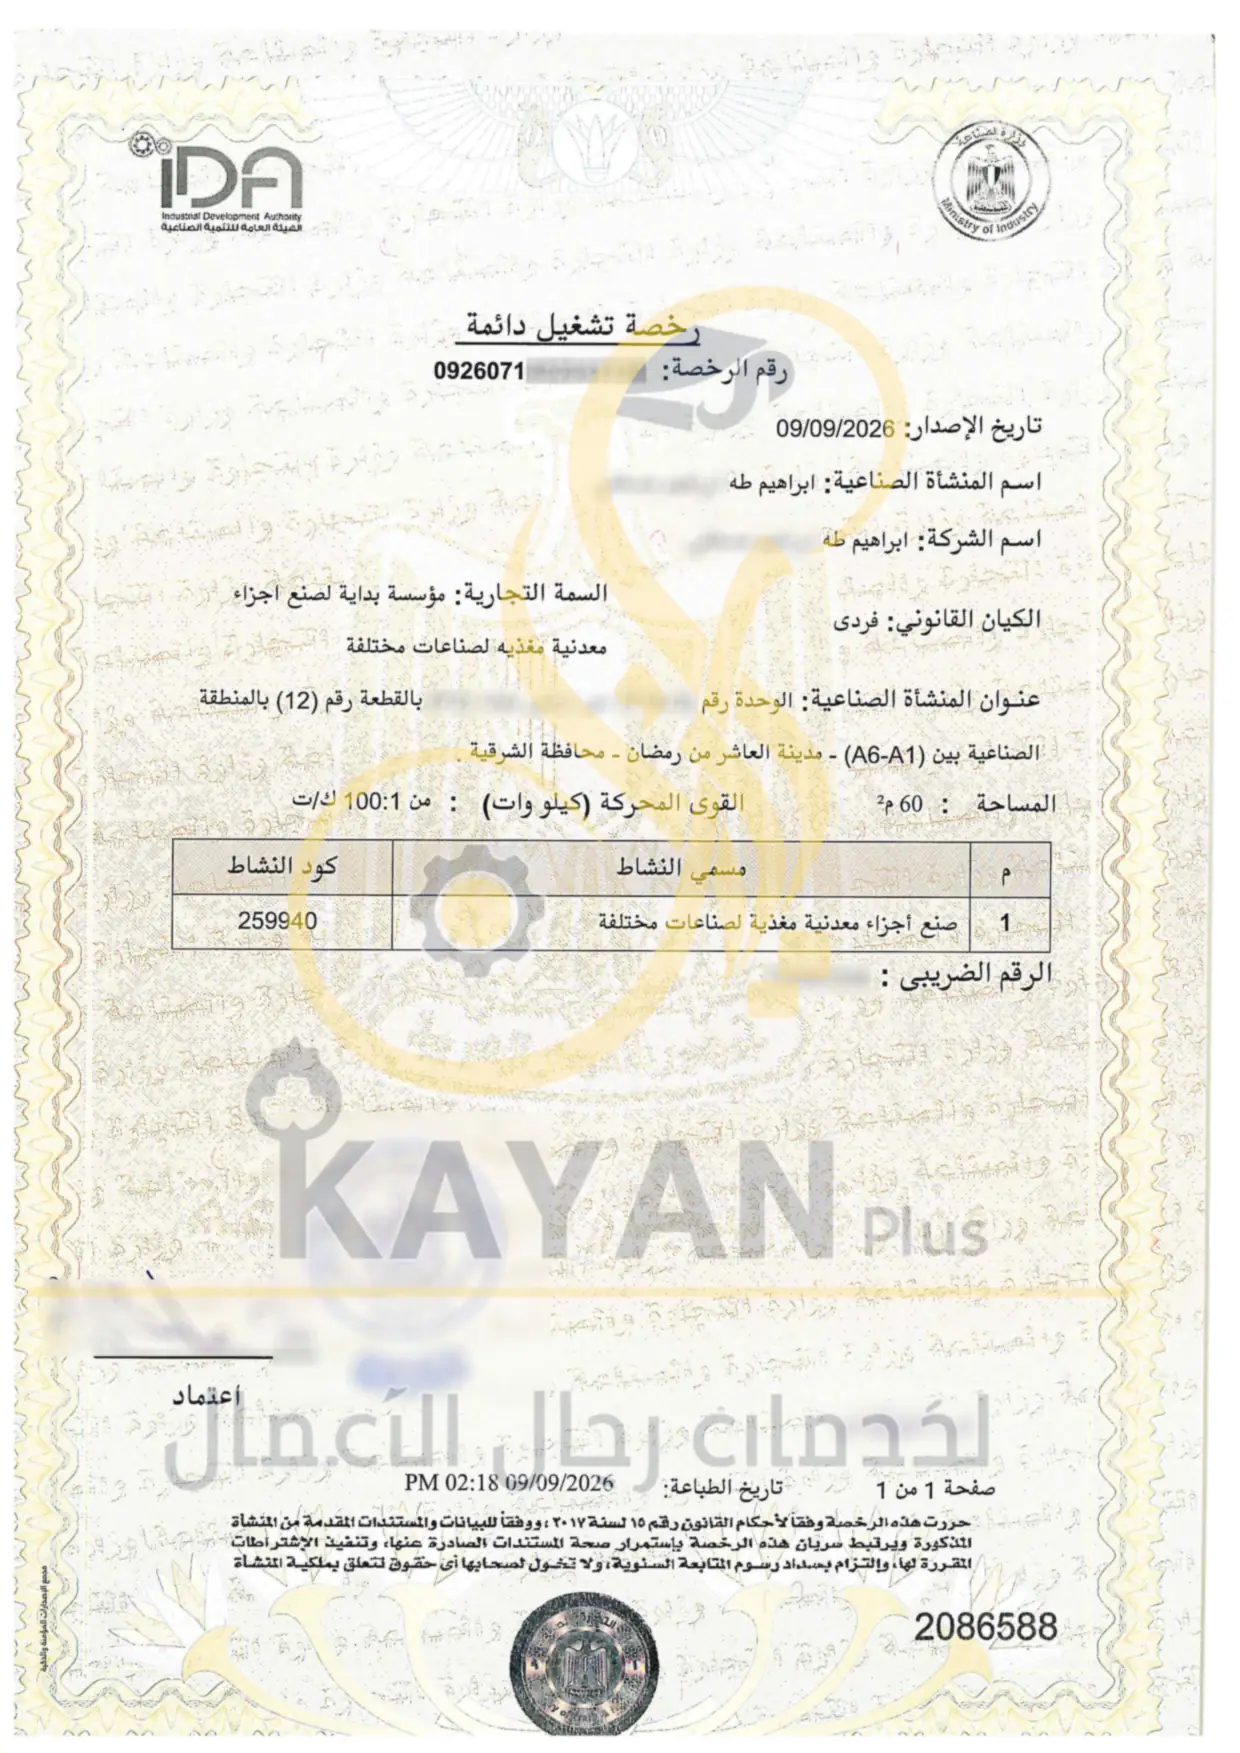 IDA
Industrial Development Authority
الهيئة العامة للتنمية الصناعية
وزارة الصناعة
Ministry of Industry
رخصة تشغيل دائمة
رقم الرخصة: 0926071
تاريخ الإصدار: 09/09/2026
اسم المنشأة الصناعية: ابراهيم طه
اسم الشركة: ابراهيم طه
الكيان القانوني: فردى
السمة التجارية: مؤسسة بداية لصنع اجزاء
معدنية مغذيه لصناعات مختلفة
عنوان المنشأة الصناعية: الوحدة رقم بالقطعة رقم (12) بالمنطقة
الصناعية بين (A6-A1) - مدينة العاشر من رمضان - محافظة الشرقية .
المساحة : 60 م² القوى المحركة (كيلو وات) : من 100:1 ك/ت
م مسمي النشاط كود النشاط
1 صنع أجزاء معدنية مغذية لصناعات مختلفة 259940
الرقم الضريبى :
KAYAN Plus
اعتماد
لخدمات رجال الأعمال
صفحة 1 من 1 تاريخ الطباعة: 09/09/2026 02:18 PM
حررت هذه الرخصة وفقا لأحكام القانون رقم ١٥ لسنة ٢٠١٧ ، ووفقا للبيانات والمستندات المقدمة من المنشأة
المذكورة ويرتبط سريان هذه الرخصة بإستمرار صحة المستندات الصادرة عنها، وتنفيذ الإشتراطات
المقررة لها، والتزام بسداد رسوم المتابعة السنوية، ولا تخول لصحابها أى حقوق تتعلق بملكية المنشأة
2086588
مجمع الإصدارات المؤمنة والذكية